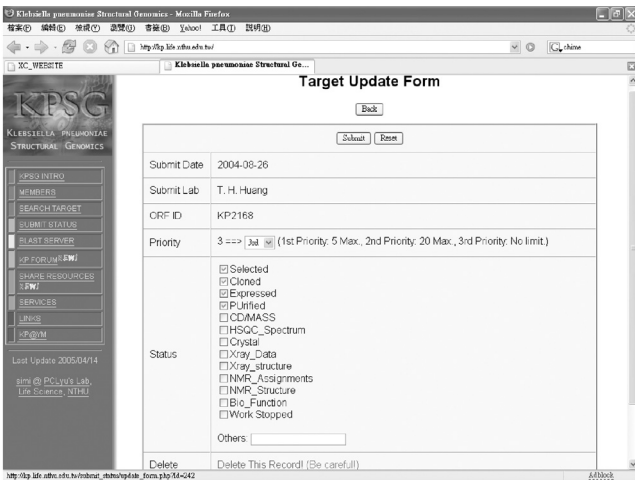 Klebsiella pneumoniae Structural Genomics - Mozilla Firefox
檔案(F) 編輯(E) 檢視(V) 瀏覽(G) 書籤(B) Yahoo! 工具(T) 說明(H)
http://kp.life.nthu.edu.tw/
chime
XC_WEBSITE
Klebsiella pneumoniae Structural Ge...
KPSG
KLEBSIELLA PNEUMONIAE
STRUCTURAL GENOMICS
KPSG INTRO
MEMBERS
SEARCH TARGET
SUBMIT STATUS
BLAST SERVER
KP FORUM NEW!
SHARE RESOURCES
NEW!
SERVICES
LINKS
KP@YM
Last Update 2005/04/14
simi @ PCLyu's Lab,
Life Science, NTHU
Target Update Form
Back
Submit Reset
Submit Date 2004-08-26
Submit Lab T. H. Huang
ORF ID KP2168
Priority 3 ==> 3rd (1st Priority: 5 Max., 2nd Priority: 20 Max., 3rd Priority: No limit.)
Status
Selected
Cloned
Expressed
PUrified
CD/MASS
HSQC_Spectrum
Crystal
Xray_Data
Xray_structure
NMR_Assignments
NMR_Structure
Bio_Function
Work Stopped
Others:
Delete Delete This Record! (Be careful!)
http://kp.life.nthu.edu.tw/submit_status/update_form.php?Id=242
Adblock